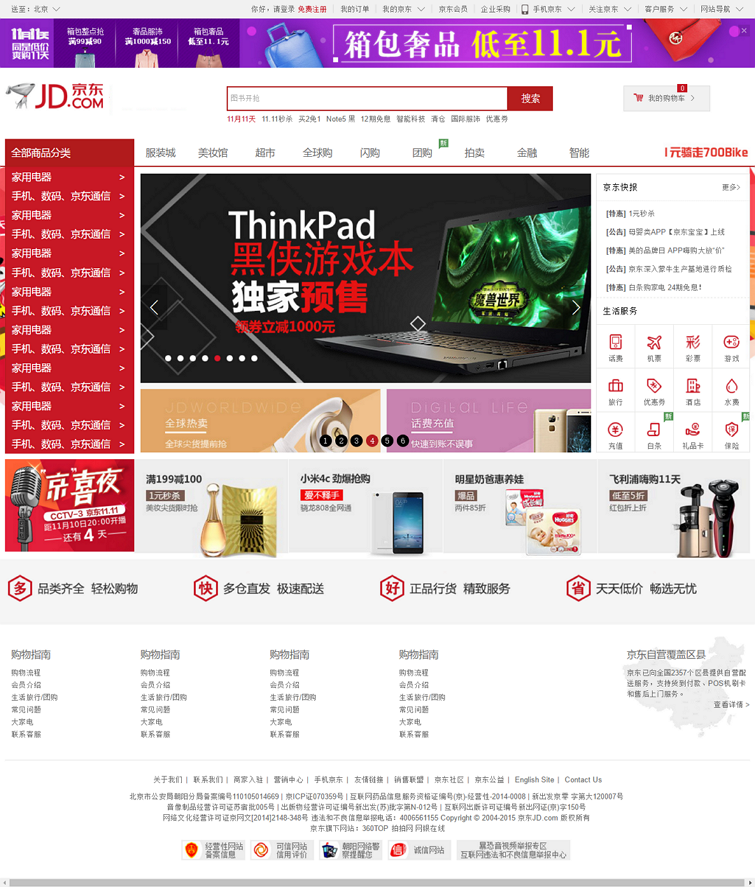 送至：北京
你好，请登录 免费注册 我的订单 我的京东 京东会员 企业采购 手机京东 关注京东 客户服务 网站导航
11月11天
同是低价
爽购11天
箱包整点抢
满99减90
奢品服饰
满1000减150
箱包奢品
低至11.1元
箱包奢品 低至11.1元
JD.COM 京东
图书开抢
搜索
0
我的购物车 >
11月11天 11.11秒杀 买2免1 Note5 黑 12期免息 智能科技 清仓 国际服饰 优惠券
全部商品分类
服装城 美妆馆 超市 全球购 闪购 团购 拍卖 金融 智能
1元骑走700Bike
家用电器 >
手机、数码、京东通信 >
家用电器 >
手机、数码、京东通信 >
家用电器 >
手机、数码、京东通信 >
家用电器 >
手机、数码、京东通信 >
家用电器 >
手机、数码、京东通信 >
家用电器 >
手机、数码、京东通信 >
家用电器 >
手机、数码、京东通信 >
手机、数码、京东通信 >
ThinkPad
黑侠游戏本
独家预售
领券立减1000元
魔兽世界
京东快报 更多>
[特惠] 1元秒杀
[公告] 母婴类APP【京东宝宝】上线
[特惠] 美的品牌日 APP嗨购大放"价"
[公告] 京东深入蒙牛生产基地进行质检
[特惠] 白条购家电 24期免息！
生活服务
话费 机票 彩票 游戏
旅行 优惠券 酒店 水费
充值 白条 礼品卡 保险
JDWORLDWIDE
全球热卖
全球尖货提前抢
DIGITAL LIFE
话费充值
快速到账不误事
1 2 3 4 5 6
"京"喜夜
CCTV-3 京东11.11
距11月10日20:00开播
还有4天
满199减100
1元秒杀
美妆尖货限时抢
小米4c 劲爆抢购
爱不释手
骁龙808全网通
明星奶爸惠养娃
爆品
两件85折
HUGGIES
飞利浦嗨购11天
低至5折
红包折上折
多 品类齐全 轻松购物
快 多仓直发 极速配送
好 正品行货 精致服务
省 天天低价 畅选无忧
购物指南 购物指南 购物指南 购物指南
购物流程 购物流程 购物流程 购物流程
会员介绍 会员介绍 会员介绍 会员介绍
生活旅行/团购 生活旅行/团购 生活旅行/团购 生活旅行/团购
常见问题 常见问题 常见问题 常见问题
大家电 大家电 大家电 大家电
联系客服 联系客服 联系客服 联系客服
京东自营覆盖区县
京东已向全国2357个区县提供自营配
送服务，支持货到付款、POS机刷卡
和售后上门服务。
查看详情 >
关于我们 | 联系我们 | 商家入驻 | 营销中心 | 手机京东 | 友情链接 | 销售联盟 | 京东社区 | 京东公益 | English Site | Contact Us
北京市公安局朝阳分局备案编号110105014669 | 京ICP证070359号 | 互联网药品信息服务资格证编号(京)-经营性-2014-0008 | 新出发京零 字第大120007号
音像制品经营许可证苏宿批005号 | 出版物经营许可证编号新出发(苏)批字第N-012号 | 互联网出版许可证编号新出网证(京)字150号
网络文化经营许可证京网文[2014]2148-348号 违法和不良信息举报电话：4006561155 Copyright © 2004-2015 京东JD.com 版权所有
京东旗下网站：360TOP 拍拍网 网银在线
经营性网站
备案信息
可信网站
信用评价
朝阳网络警
察提醒您
诚信网站
暴恐音视频举报专区
互联网违法和不良信息举报中心